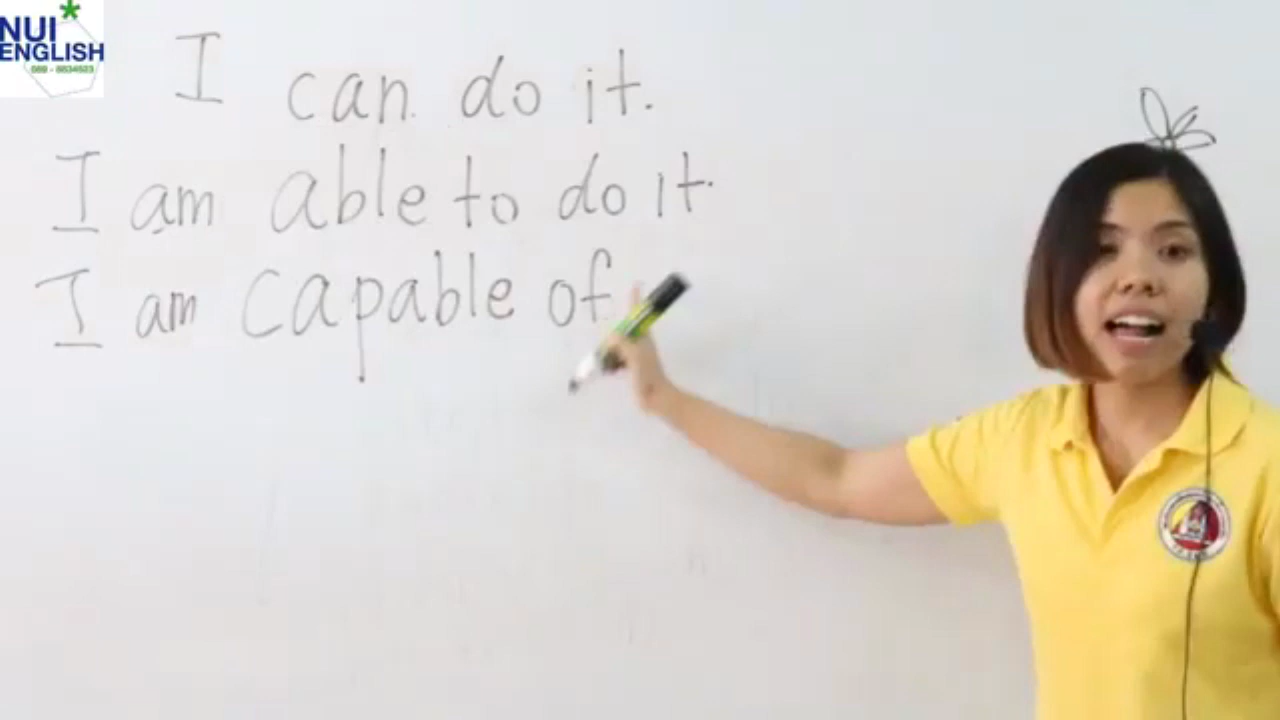 NUI
ENGLISH
I can do it.
I am able to do it.
I am capable of